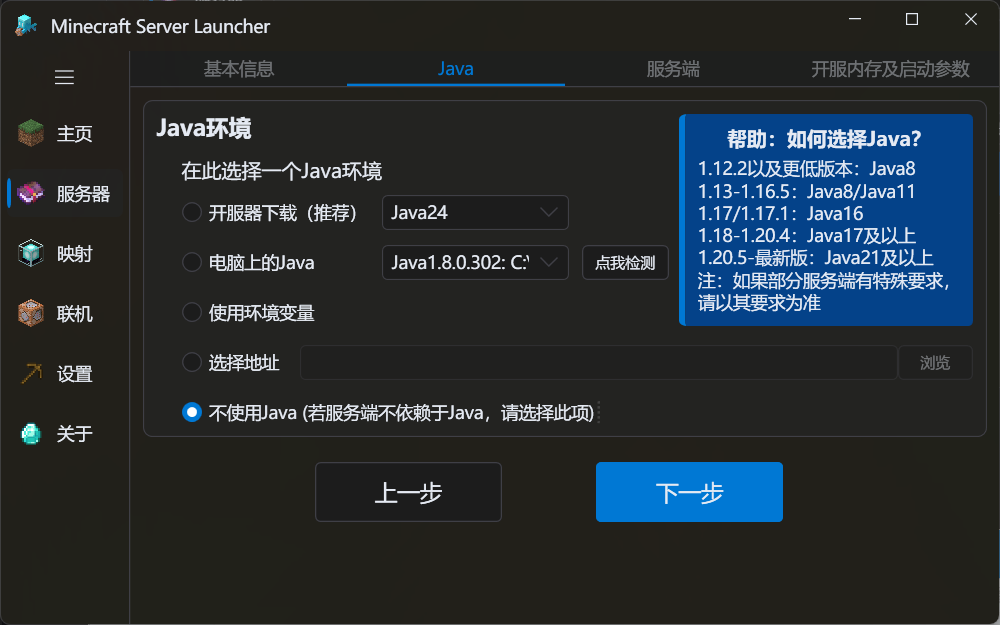 Minecraft Server Launcher
主页
服务器
映射
联机
设置
关于
基本信息
Java
服务端
开服内存及启动参数
Java环境
在此选择一个Java环境
开服器下载（推荐）
Java24
电脑上的Java
Java1.8.0.302: C:\
点我检测
使用环境变量
选择地址
浏览
不使用Java (若服务端不依赖于Java，请选择此项)
帮助：如何选择Java？
1.12.2以及更低版本：Java8
1.13-1.16.5：Java8/Java11
1.17/1.17.1：Java16
1.18-1.20.4：Java17及以上
1.20.5-最新版：Java21及以上
注：如果部分服务端有特殊要求，
请以其要求为准
上一步
下一步